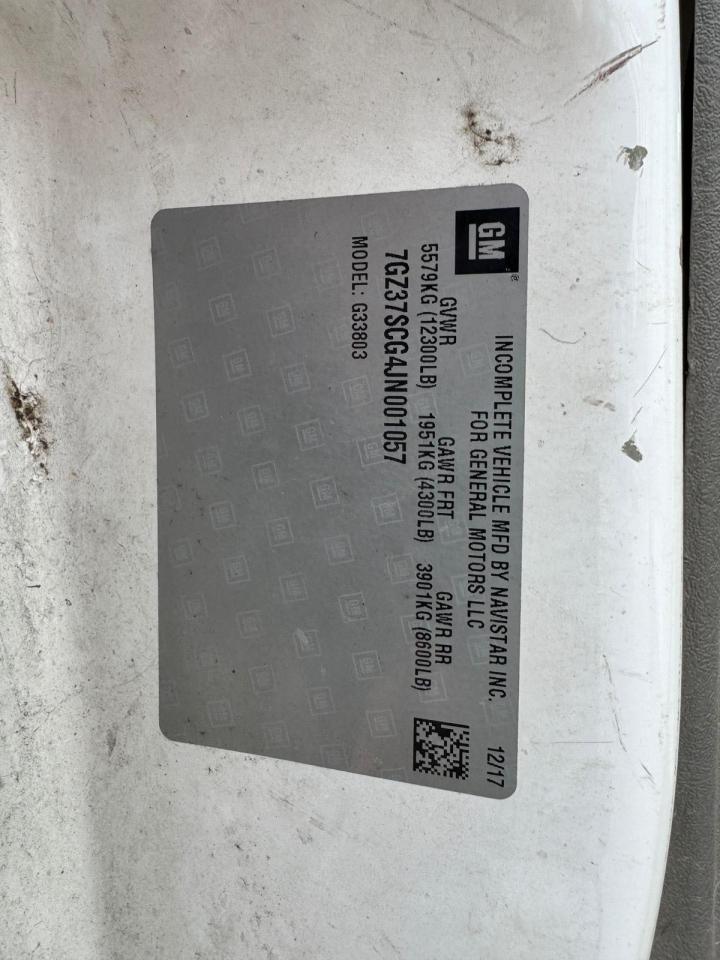 GM®
INCOMPLETE VEHICLE MFD BY NAVISTAR INC. 12/17
FOR GENERAL MOTORS LLC
GVWR GAWR FRT GAWR RR
5579KG (12300LB) 1951KG (4300LB) 3901KG (8600LB)
7GZ37SCG4JN001057
MODEL: G33803